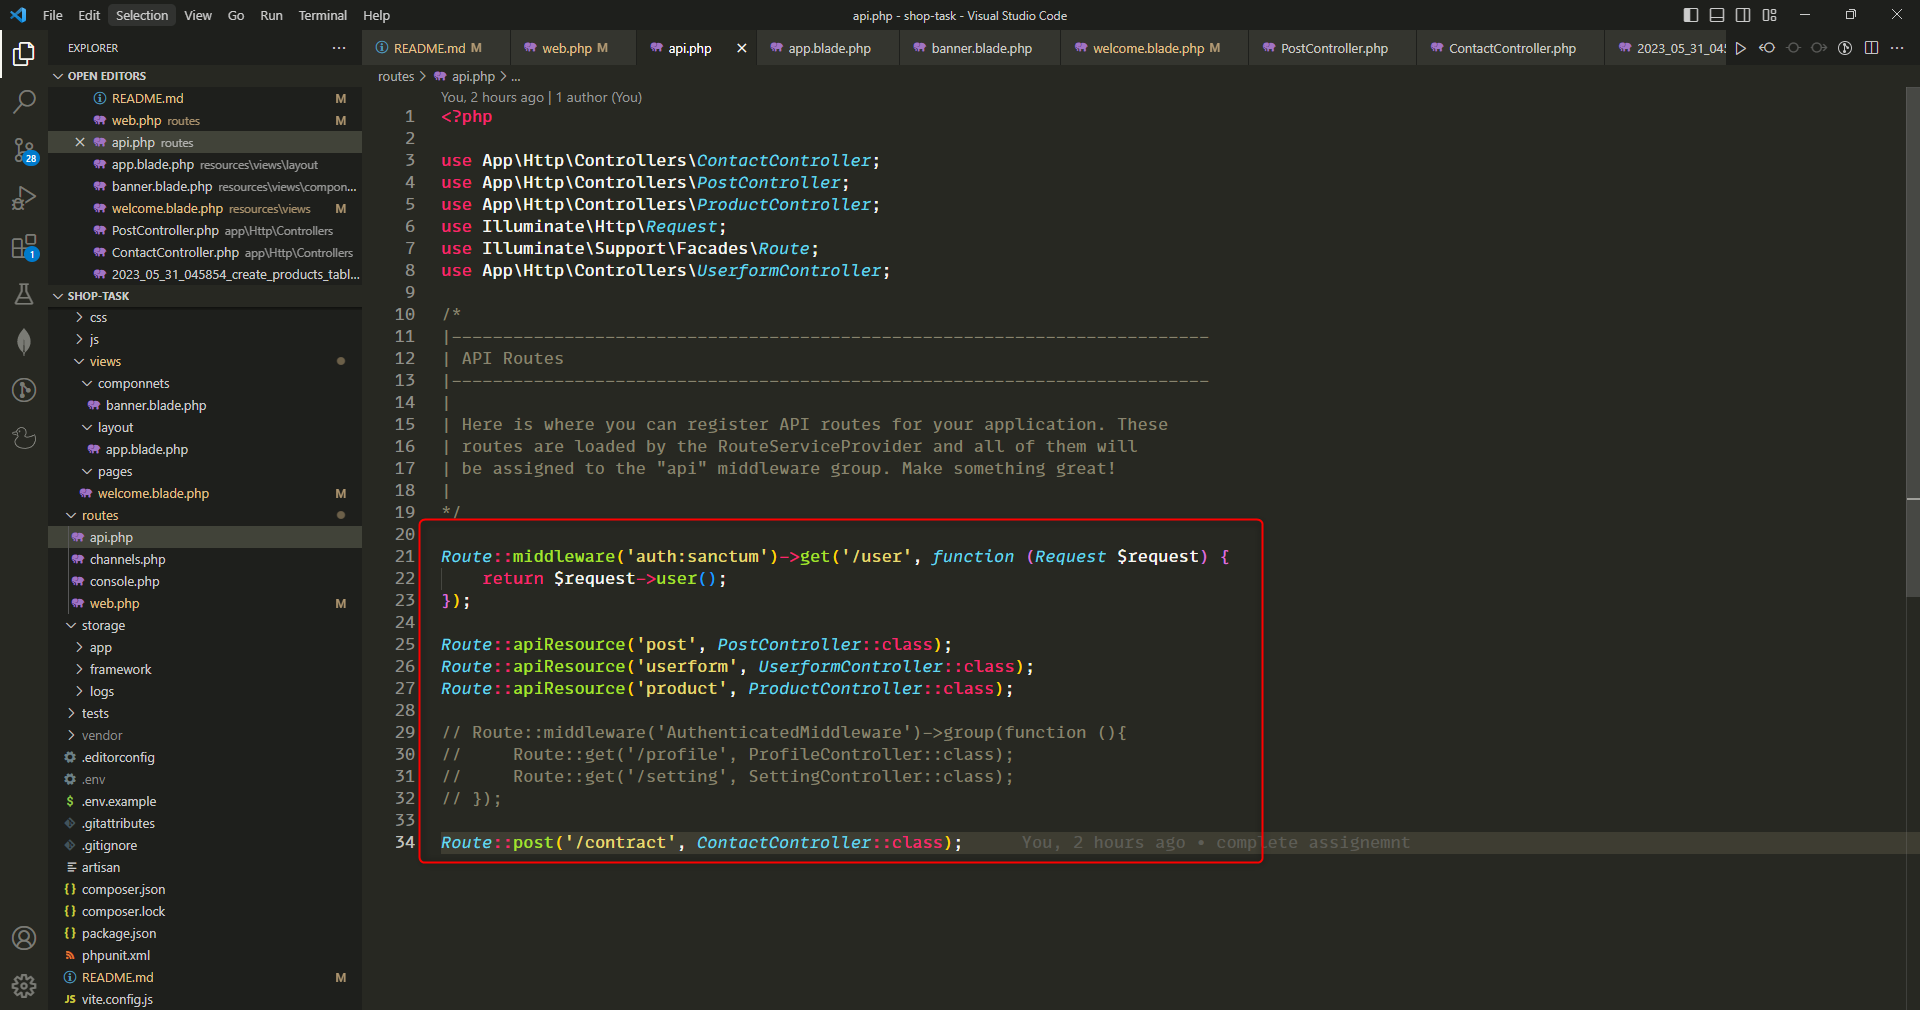 File Edit Selection View Go Run Terminal Help
api.php - shop-task - Visual Studio Code
EXPLORER
OPEN EDITORS
README.md M
web.php routes M
api.php routes
app.blade.php resources\views\layout
banner.blade.php resources\views\compon...
welcome.blade.php resources\views M
PostController.php app\Http\Controllers
ContactController.php app\Http\Controllers
2023_05_31_045854_create_products_tabl...
SHOP-TASK
css
js
views
componnets
banner.blade.php
layout
app.blade.php
pages
welcome.blade.php M
routes
api.php
channels.php
console.php
web.php M
storage
app
framework
logs
tests
vendor
.editorconfig
.env
$ .env.example
.gitattributes
.gitignore
artisan
{} composer.json
{} composer.lock
{} package.json
phpunit.xml
README.md M
JS vite.config.js
28
1
README.md M web.php M api.php app.blade.php banner.blade.php welcome.blade.php M PostController.php ContactController.php 2023_05_31_045
routes > api.php > ...
You, 2 hours ago | 1 author (You)
1 <?php
2
3 use App\Http\Controllers\ContactController;
4 use App\Http\Controllers\PostController;
5 use App\Http\Controllers\ProductController;
6 use Illuminate\Http\Request;
7 use Illuminate\Support\Facades\Route;
8 use App\Http\Controllers\UserformController;
9
10 /*
11 |--------------------------------------------------------------------------
12 | API Routes
13 |--------------------------------------------------------------------------
14 |
15 | Here is where you can register API routes for your application. These
16 | routes are loaded by the RouteServiceProvider and all of them will
17 | be assigned to the "api" middleware group. Make something great!
18 |
19 */
20
21 Route::middleware('auth:sanctum')->get('/user', function (Request $request) {
22     return $request->user();
23 });
24
25 Route::apiResource('post', PostController::class);
26 Route::apiResource('userform', UserformController::class);
27 Route::apiResource('product', ProductController::class);
28
29 // Route::middleware('AuthenticatedMiddleware')->group(function (){
30 //     Route::get('/profile', ProfileController::class);
31 //     Route::get('/setting', SettingController::class);
32 // });
33
34 Route::post('/contract', ContactController::class); You, 2 hours ago • complete assignemnt